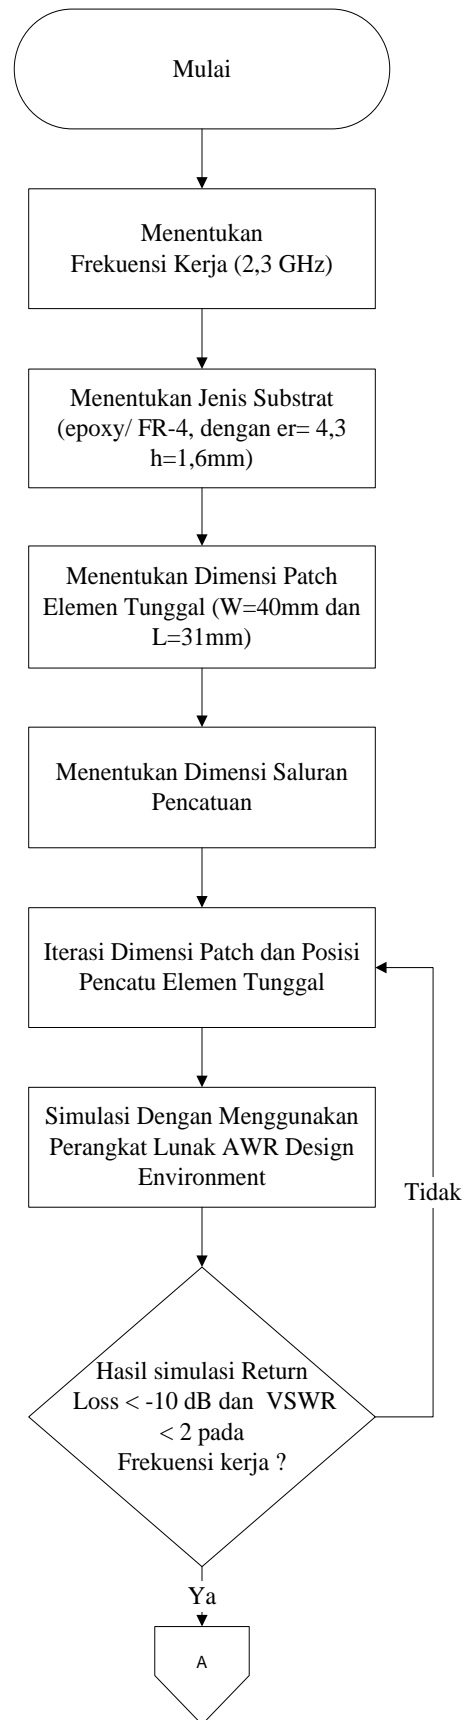 Mulai
Menentukan
Frekuensi Kerja (2,3 GHz)
Menentukan Jenis Substrat
(epoxy/ FR-4, dengan er= 4,3
h=1,6mm)
Menentukan Dimensi Patch
Elemen Tunggal (W=40mm dan
L=31mm)
Menentukan Dimensi Saluran
Pencatuan
Iterasi Dimensi Patch dan Posisi
Pencatu Elemen Tunggal
Simulasi Dengan Menggunakan
Perangkat Lunak AWR Design
Environment
Tidak
Hasil simulasi Return
Loss < -10 dB dan VSWR
< 2 pada
Frekuensi kerja ?
Ya
A